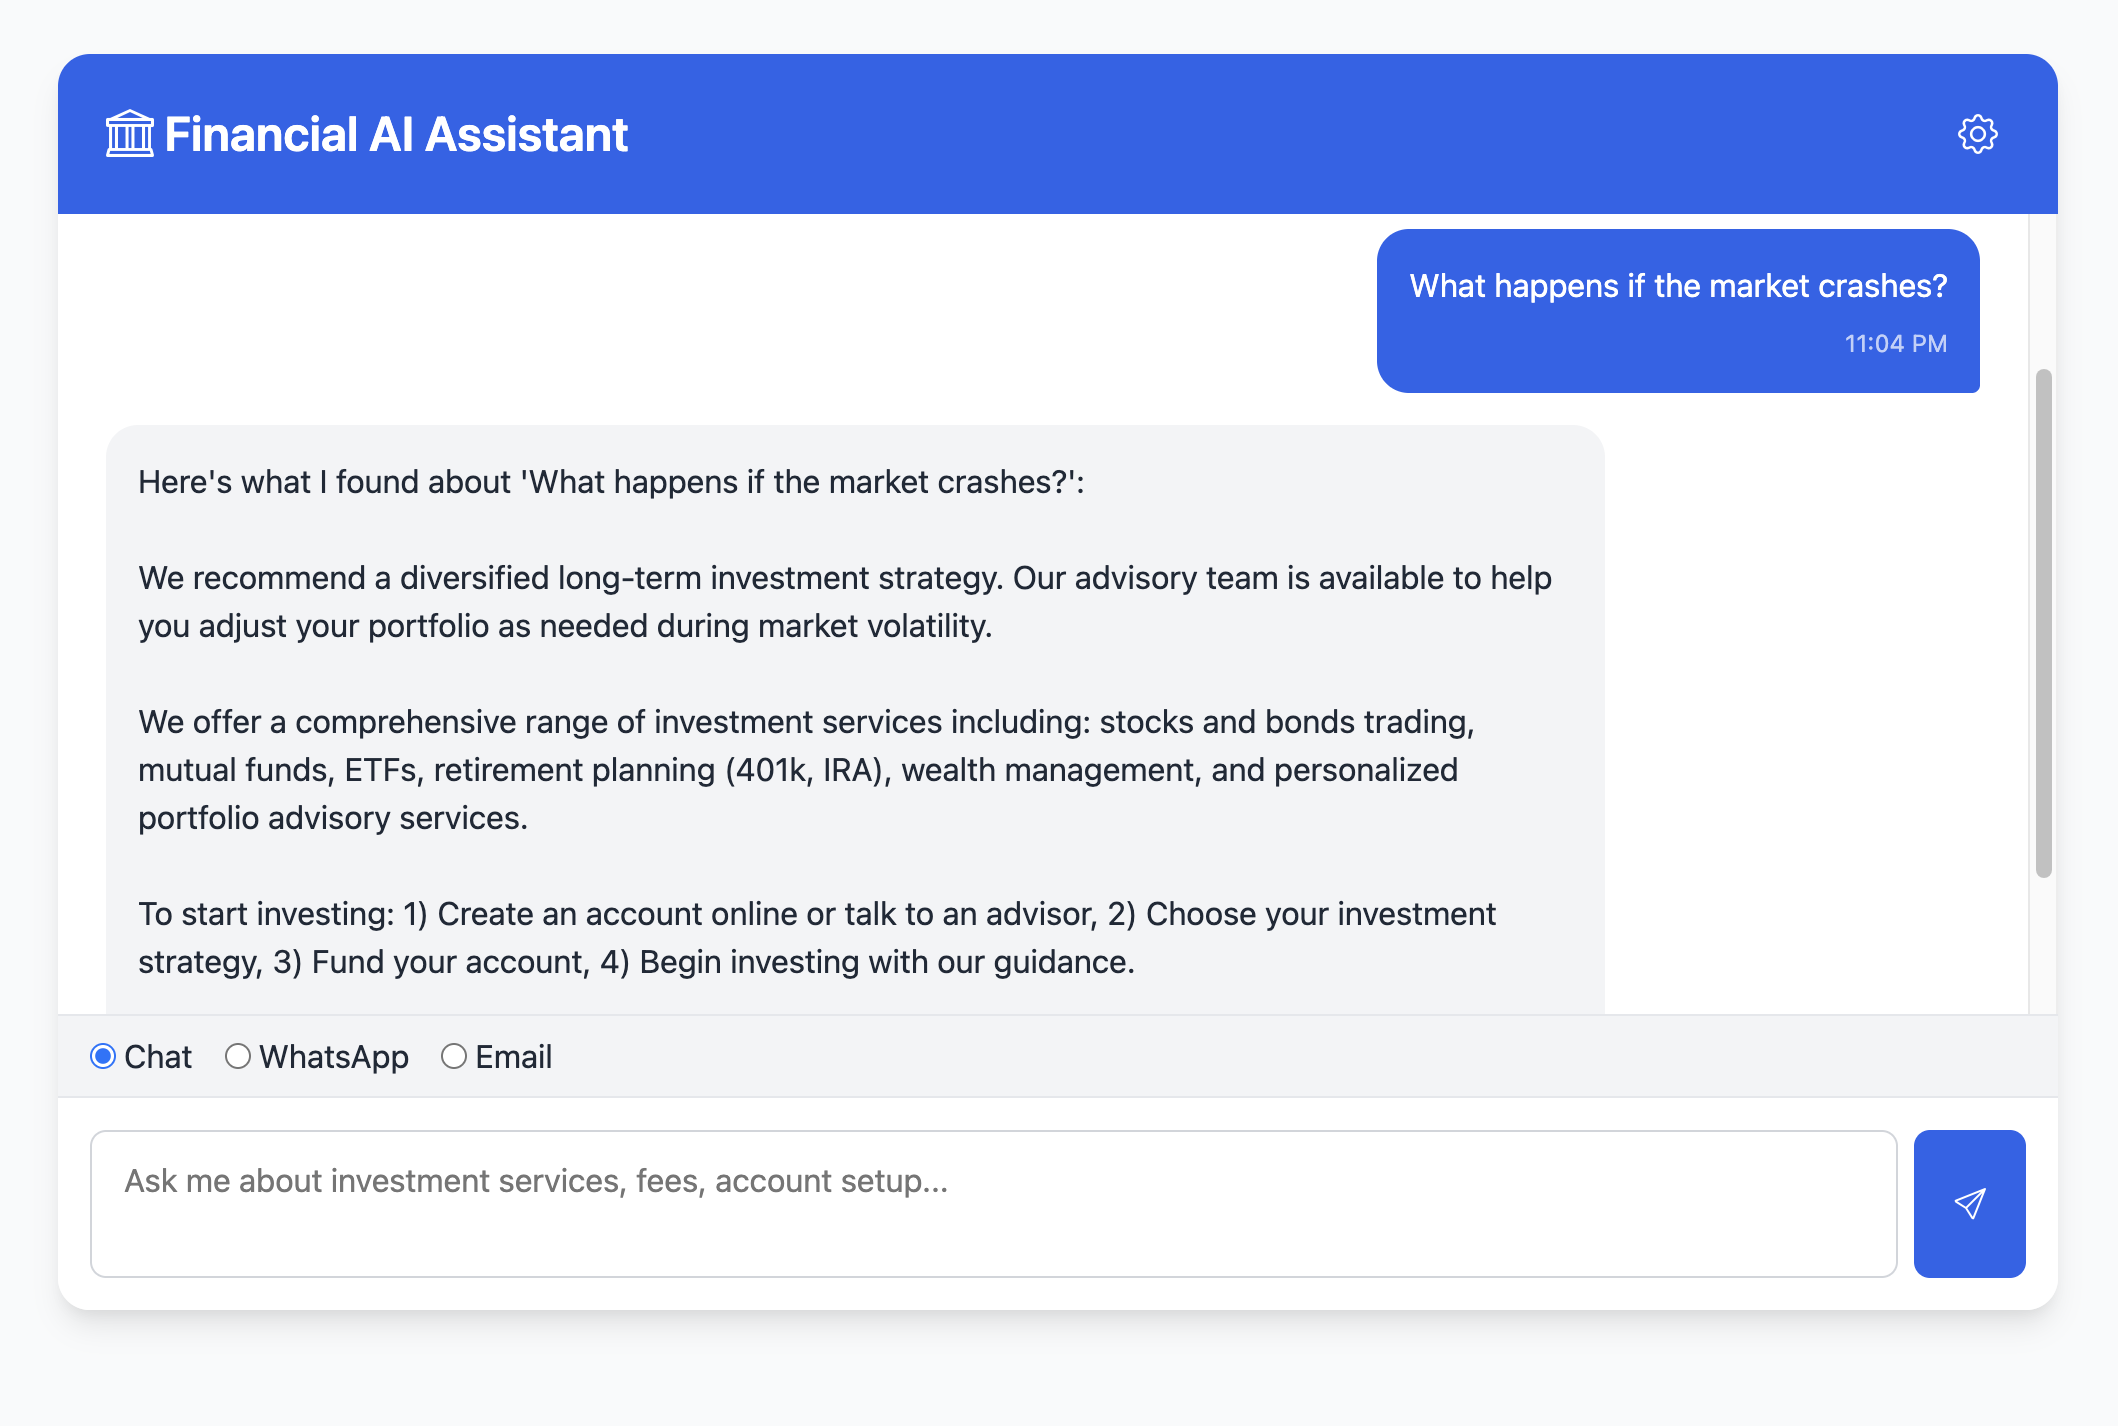 Financial AI Assistant
What happens if the market crashes?
11:04 PM
Here's what I found about 'What happens if the market crashes?':
We recommend a diversified long-term investment strategy. Our advisory team is available to help
you adjust your portfolio as needed during market volatility.
We offer a comprehensive range of investment services including: stocks and bonds trading,
mutual funds, ETFs, retirement planning (401k, IRA), wealth management, and personalized
portfolio advisory services.
To start investing: 1) Create an account online or talk to an advisor, 2) Choose your investment
strategy, 3) Fund your account, 4) Begin investing with our guidance.
Chat WhatsApp Email
Ask me about investment services, fees, account setup...